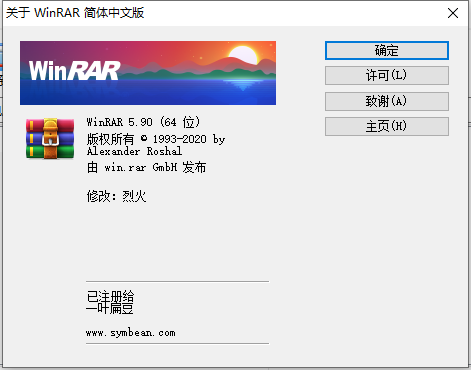 关于 WinRAR 简体中文版
WinRAR
确定
许可(L)
致谢(A)
主页(H)
WinRAR 5.90 (64 位)
版权所有 © 1993-2020 by
Alexander Roshal
由 win.rar GmbH 发布
修改：烈火
已注册给
一叶扁豆
www.symbean.com